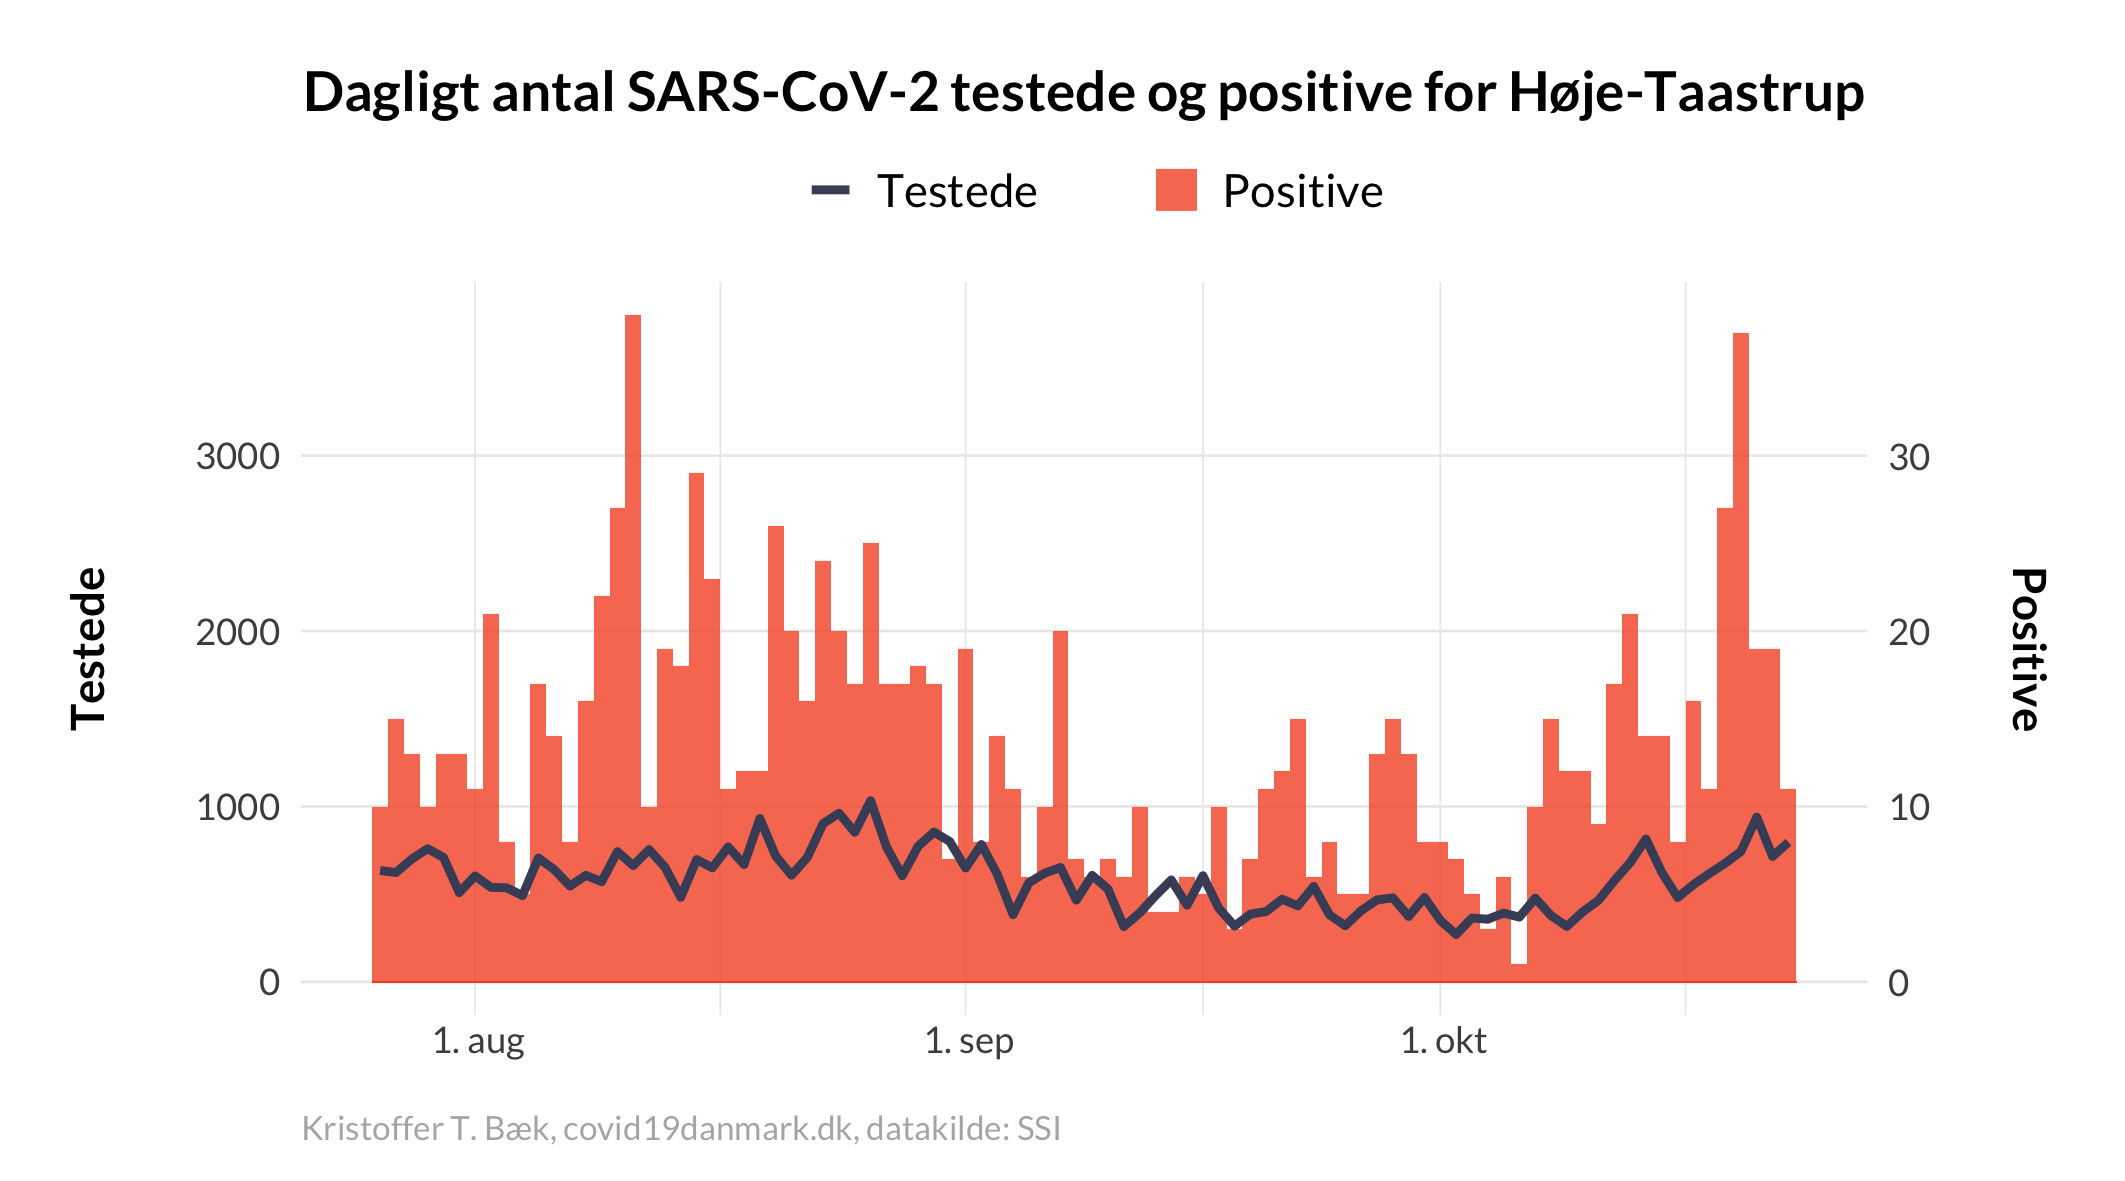 Dagligt antal SARS-CoV-2 testede og positive for Høje-Taastrup
Testede Positive
3000
2000
1000
0
30
20
10
0
Testede
Positive
1. aug 1. sep 1. okt
Kristoffer T. Bæk, covid19danmark.dk, datakilde: SSI